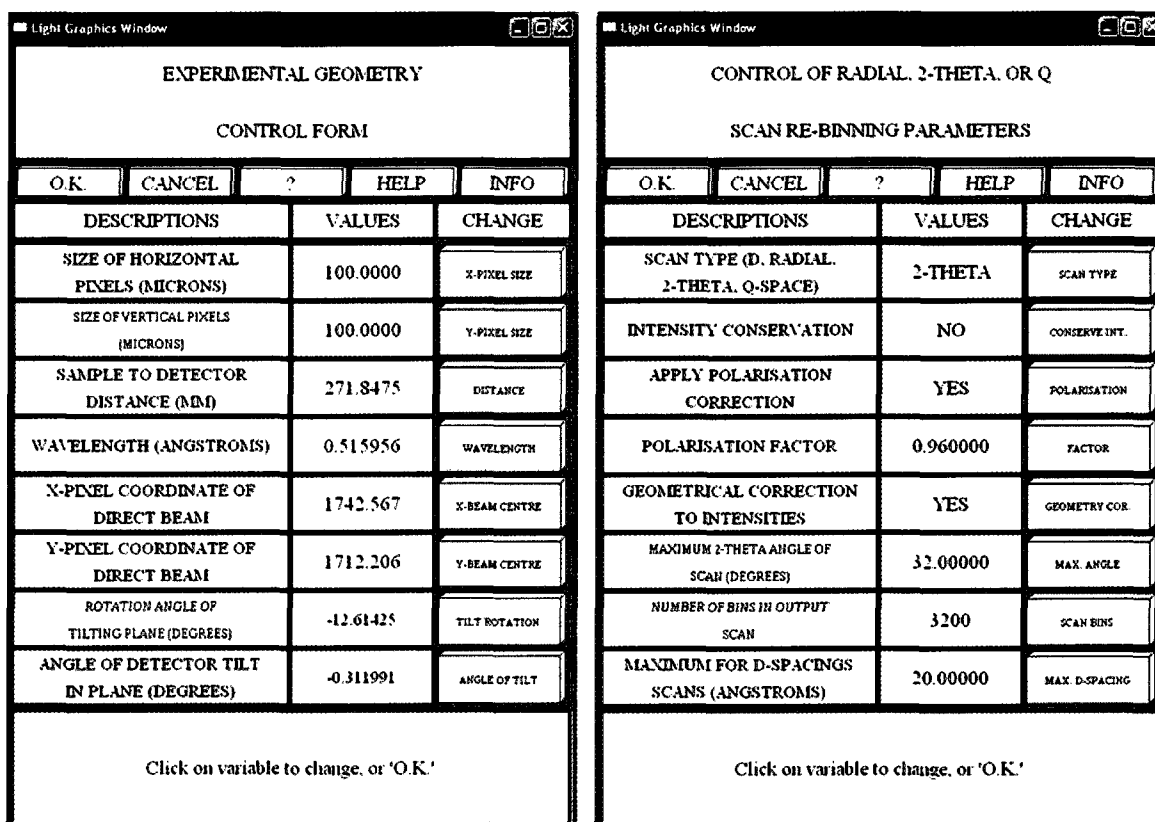 Light Graphics Window
EXPERIMENTAL GEOMETRY
CONTROL FORM
O.K. CANCEL ? HELP INFO
DESCRIPTIONS VALUES CHANGE
SIZE OF HORIZONTAL
PIXELS (MICRONS) 100.0000 X-PIXEL SIZE
SIZE OF VERTICAL PIXELS
(MICRONS) 100.0000 Y-PIXEL SIZE
SAMPLE TO DETECTOR
DISTANCE (MM) 271.8475 DISTANCE
WAVELENGTH (ANGSTROMS) 0.515956 WAVELENGTH
X-PIXEL COORDINATE OF
DIRECT BEAM 1742.567 X-BEAM CENTRE
Y-PIXEL COORDINATE OF
DIRECT BEAM 1712.206 Y-BEAM CENTRE
ROTATION ANGLE OF
TILTING PLANE (DEGREES) -12.61425 TILT ROTATION
ANGLE OF DETECTOR TILT
IN PLANE (DEGREES) -0.311991 ANGLE OF TILT
Click on variable to change, or 'O.K.'
Light Graphics Window
CONTROL OF RADIAL, 2-THETA, OR Q
SCAN RE-BINNING PARAMETERS
O.K. CANCEL ? HELP INFO
DESCRIPTIONS VALUES CHANGE
SCAN TYPE (D, RADIAL,
2-THETA, Q-SPACE) 2-THETA SCAN TYPE
INTENSITY CONSERVATION NO CONSERVE INT.
APPLY POLARISATION
CORRECTION YES POLARISATION
POLARISATION FACTOR 0.960000 FACTOR
GEOMETRICAL CORRECTION
TO INTENSITIES YES GEOMETRY COR.
MAXIMUM 2-THETA ANGLE OF
SCAN (DEGREES) 32.00000 MAX. ANGLE
NUMBER OF BINS IN OUTPUT
SCAN 3200 SCAN BINS
MAXIMUM FOR D-SPACINGS
SCANS (ANGSTROMS) 20.00000 MAX. D-SPACING
Click on variable to change, or 'O.K.'